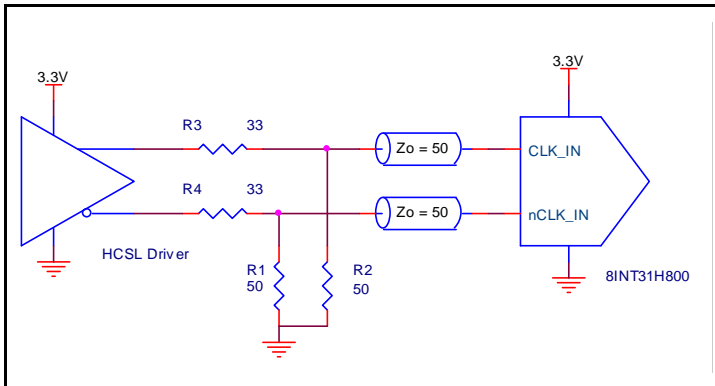 3.3V
3.3V
R3 33
Zo = 50
CLK_IN
R4 33
Zo = 50
nCLK_IN
HCSL Driver
R1
50
R2
50
8INT31H800